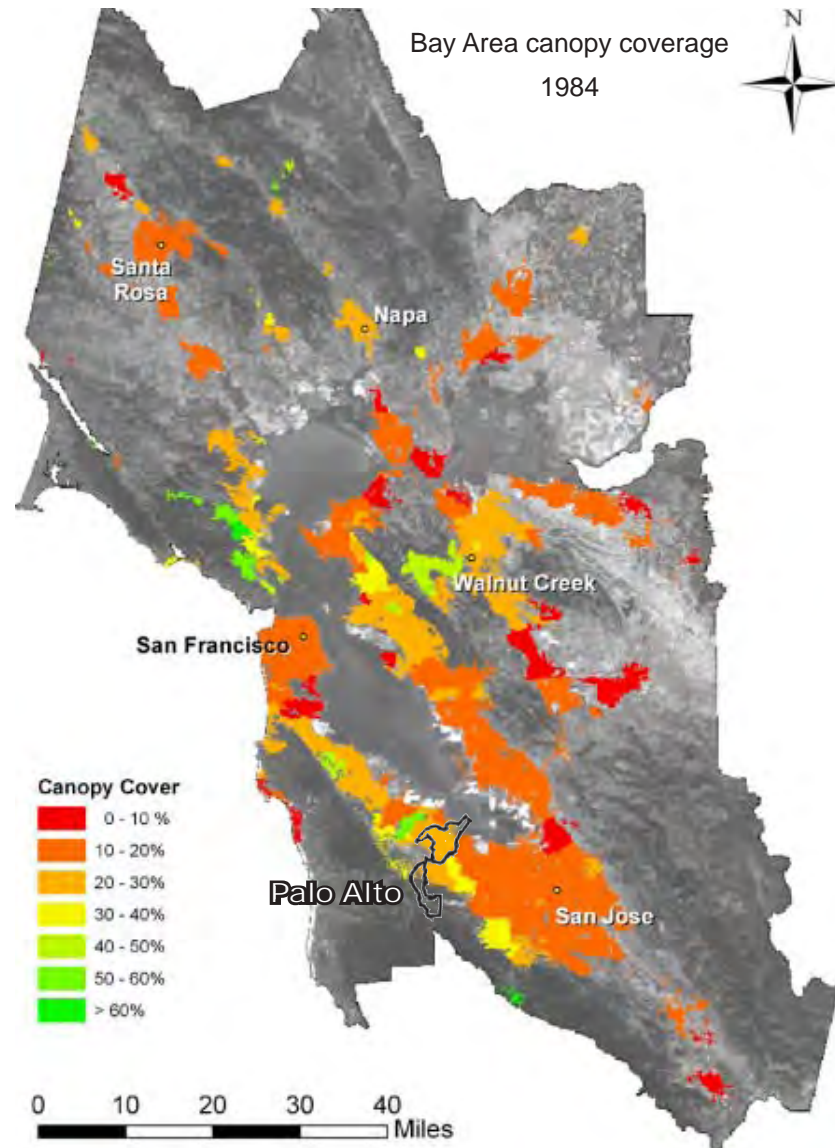 Bay Area canopy coverage
1984
N
Santa
Rosa
Napa
Walnut Creek
San Francisco
Canopy Cover
0 - 10 %
10 - 20%
20 - 30%
30 - 40%
40 - 50%
50 - 60%
> 60%
Palo Alto
San Jose
0 10 20 30 40
Miles